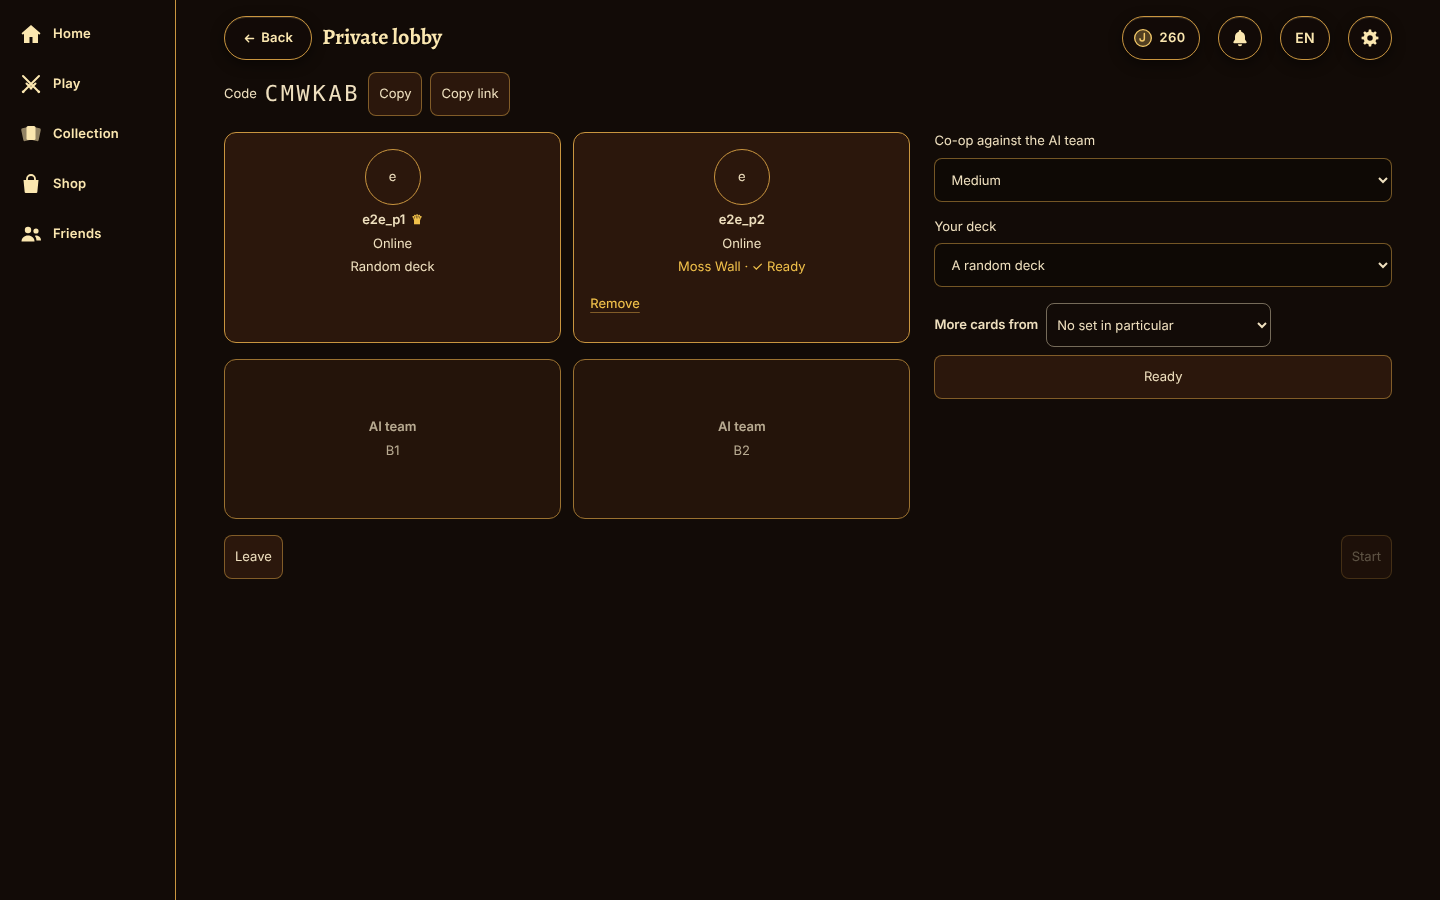 Home
Play
Collection
Shop
Friends
← Back
Private lobby
J 260
EN
Code CMWKAB Copy Copy link
e
e2e_p1 ♛
Online
Random deck
e
e2e_p2
Online
Moss Wall · ✓ Ready
Remove
AI team
B1
AI team
B2
Co-op against the AI team
Medium
Your deck
A random deck
More cards from No set in particular
Ready
Leave
Start